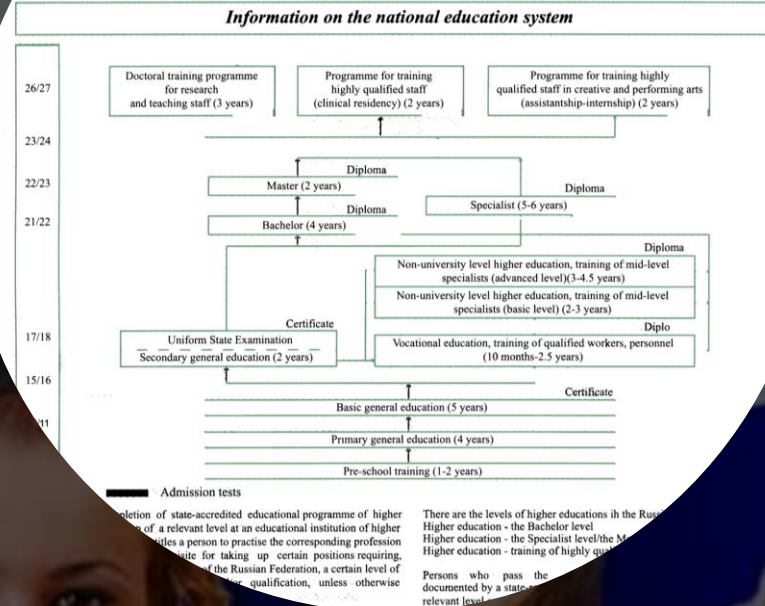 Information on the national education system
26/27
Doctoral training programme
for research
and teaching staff (3 years)
Programme for training
highly qualified staff
(clinical residency) (2 years)
Programme for training highly
qualified staff in creative and performing arts
(assistantship-internship) (2 years)
23/24
22/23
Diploma
Master (2 years)
Diploma
Specialist (5-6 years)
21/22
Diploma
Bachelor (4 years)
Diploma
Non-university level higher education, training of mid-level
specialists (advanced level)(3-4.5 years)
Non-university level higher education, training of mid-level
specialists (basic level) (2-3 years)
17/18
Certificate
Uniform State Examination
Secondary general education (2 years)
Diplo
Vocational education, training of qualified workers, personnel
(10 months-2.5 years)
15/16
Certificate
Basic general education (5 years)
/11
Primary general education (4 years)
Pre-school training (1-2 years)
Admission tests
of state-accredited educational programme of higher
of a relevant level at an educational institution of higher
a person to practise the corresponding profession
for taking up certain positions requiring,
of the Russian Federation, a certain level of
qualification, unless otherwise
There are the levels of higher educations ih the
Higher education - the Bachelor level
Higher education - the Specialist level/the
Higher education - training of highly
Persons who pass the
documented by a
relevant level